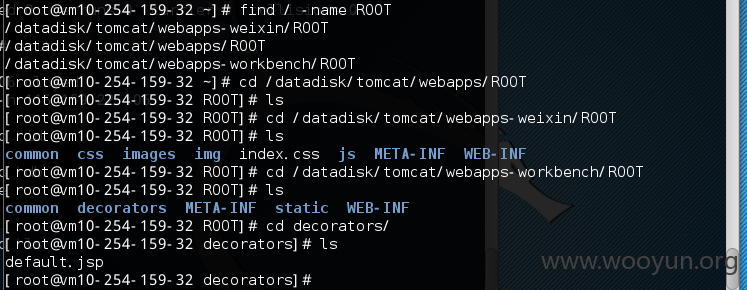 [root@vm10-254-159-32 ~]# find / -name ROOT
/datadisk/tomcat/webapps-weixin/ROOT
/datadisk/tomcat/webapps/ROOT
/datadisk/tomcat/webapps-workbench/ROOT
[root@vm10-254-159-32 ~]# cd /datadisk/tomcat/webapps/ROOT
[root@vm10-254-159-32 ROOT]# ls
[root@vm10-254-159-32 ROOT]# cd /datadisk/tomcat/webapps-weixin/ROOT
[root@vm10-254-159-32 ROOT]# ls
common css images img index.css js META-INF WEB-INF
[root@vm10-254-159-32 ROOT]# cd /datadisk/tomcat/webapps-workbench/ROOT
[root@vm10-254-159-32 ROOT]# ls
common decorators META-INF static WEB-INF
[root@vm10-254-159-32 ROOT]# cd decorators/
[root@vm10-254-159-32 decorators]# ls
default.jsp
[root@vm10-254-159-32 decorators]#
www.wooyun.org